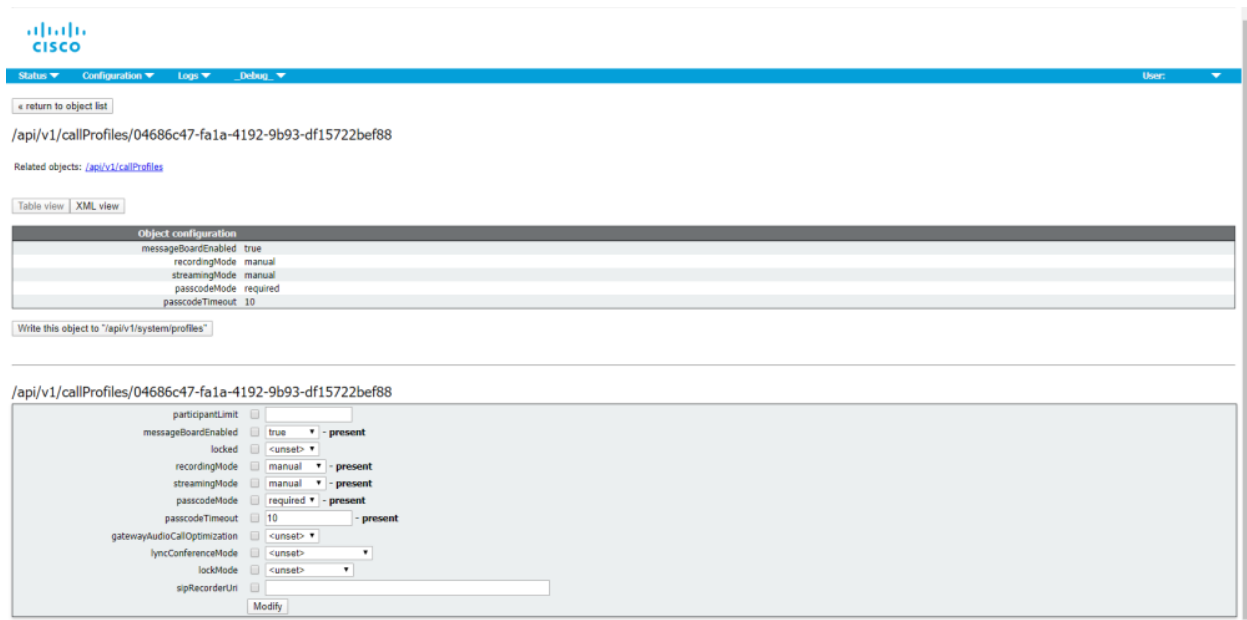 CISCO
Status Configuration Logs _Debug_ User:
« return to object list
/api/v1/callProfiles/04686c47-fa1a-4192-9b93-df15722bef88
Related objects: /api/v1/callProfiles
Table view XML view
Object configuration
messageBoardEnabled true
recordingMode manual
streamingMode manual
passcodeMode required
passcodeTimeout 10
Write this object to "/api/v1/system/profiles"
/api/v1/callProfiles/04686c47-fa1a-4192-9b93-df15722bef88
participantLimit
messageBoardEnabled true - present
locked <unset>
recordingMode manual - present
streamingMode manual - present
passcodeMode required - present
passcodeTimeout 10 - present
gatewayAudioCallOptimization <unset>
lyncConferenceMode <unset>
lockMode <unset>
sipRecorderUri
Modify